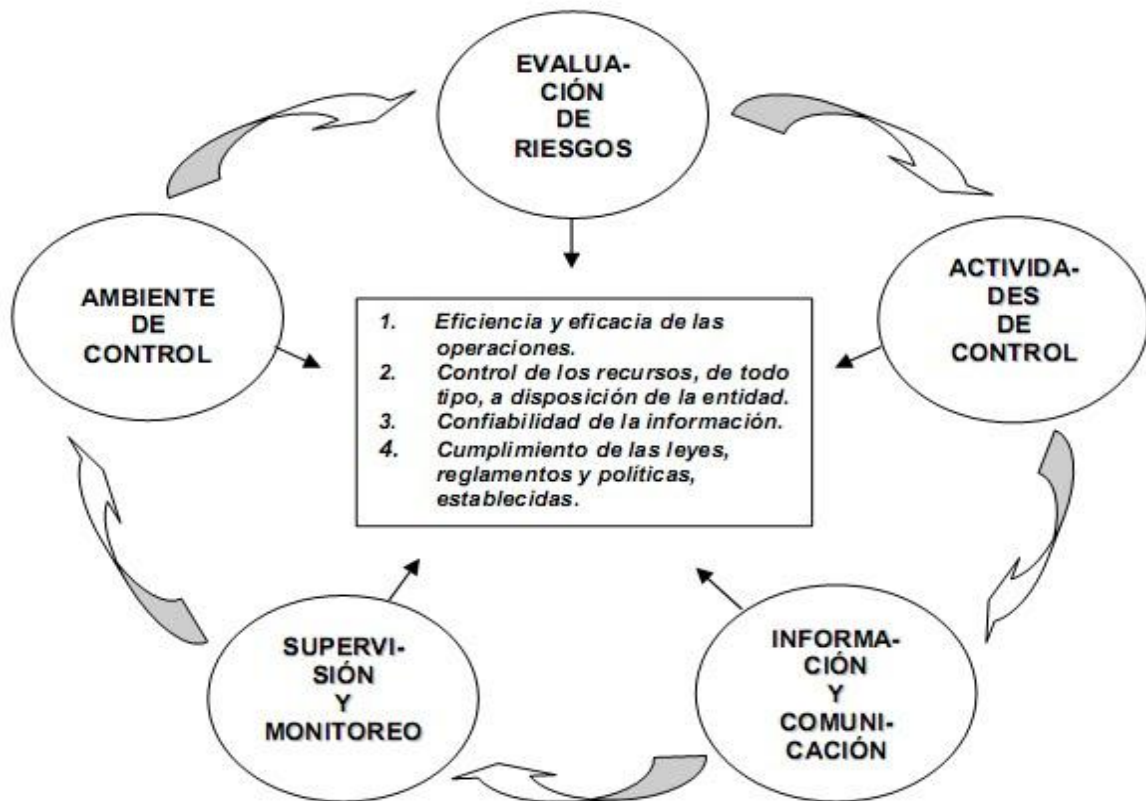 EVALUA-
CIÓN
DE
RIESGOS
AMBIENTE
DE
CONTROL
ACTIVIDA-
DES
DE
CONTROL
1. Eficiencia y eficacia de las
operaciones.
2. Control de los recursos, de todo
tipo, a disposición de la entidad.
3. Confiabilidad de la información.
4. Cumplimiento de las leyes,
reglamentos y políticas,
establecidas.
SUPERVI-
SIÓN
Y
MONITOREO
INFORMA-
CIÓN
Y
COMUNI-
CACIÓN